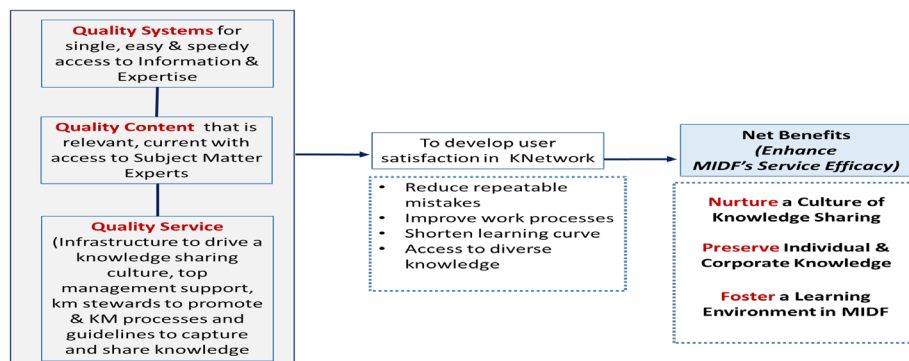 Quality Systems for
single, easy & speedy
access to Information &
Expertise
Quality Content that is
relevant, current with
access to Subject Matter
Experts
Quality Service
(Infrastructure to drive a
knowledge sharing
culture, top
management support,
km stewards to promote
& KM processes and
guidelines to capture
and share knowledge
To develop user
satisfaction in KNetwork
• Reduce repeatable
mistakes
• Improve work processes
• Shorten learning curve
• Access to diverse
knowledge
Net Benefits
(Enhance
MIDF's Service Efficacy)
Nurture a Culture of
Knowledge Sharing
Preserve Individual &
Corporate Knowledge
Foster a Learning
Environment in MIDF